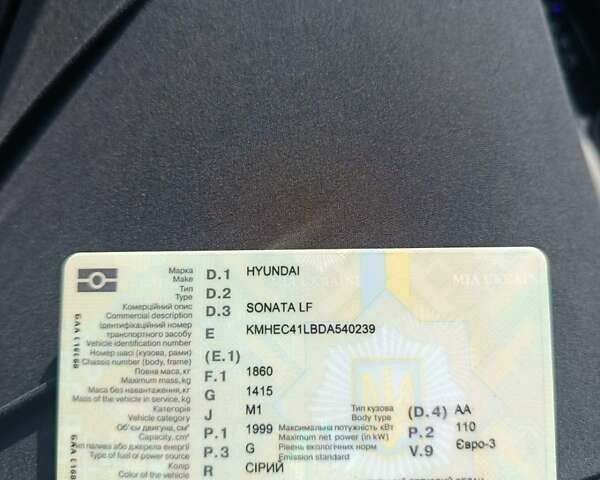 Марка D.1 HYUNDAI
Make
Тип D.2
Type
Комерційний опис D.3 SONATA LF
Commercial description
Ідентифікаційний номер
транспортного засобу E KMHEC41LBDA540239
Vehicle identification number
Номер шасі (кузова, рами) (E.1)
Chassis number (body, frame)
Повна маса, кг F.1 1860
Maximum mass, kg
Маса без навантаження, кг G 1415
Mass of the vehicle in service, kg
Категорія J M1 Тип кузова (D.4) AA
Vehicle category Body type
Об'єм двигуна, см³ P.1 1999 Максимальна потужність кВт P.2 110
Capacity, cm³ Maximum net power (in kW)
Тип палива або джерела енергії P.3 G Рівень екологічних норм V.9 Євро-3
Type of fuel or power source Emission standard
Колір R СІРИЙ
Color of the vehicle
MIA UKRAINE